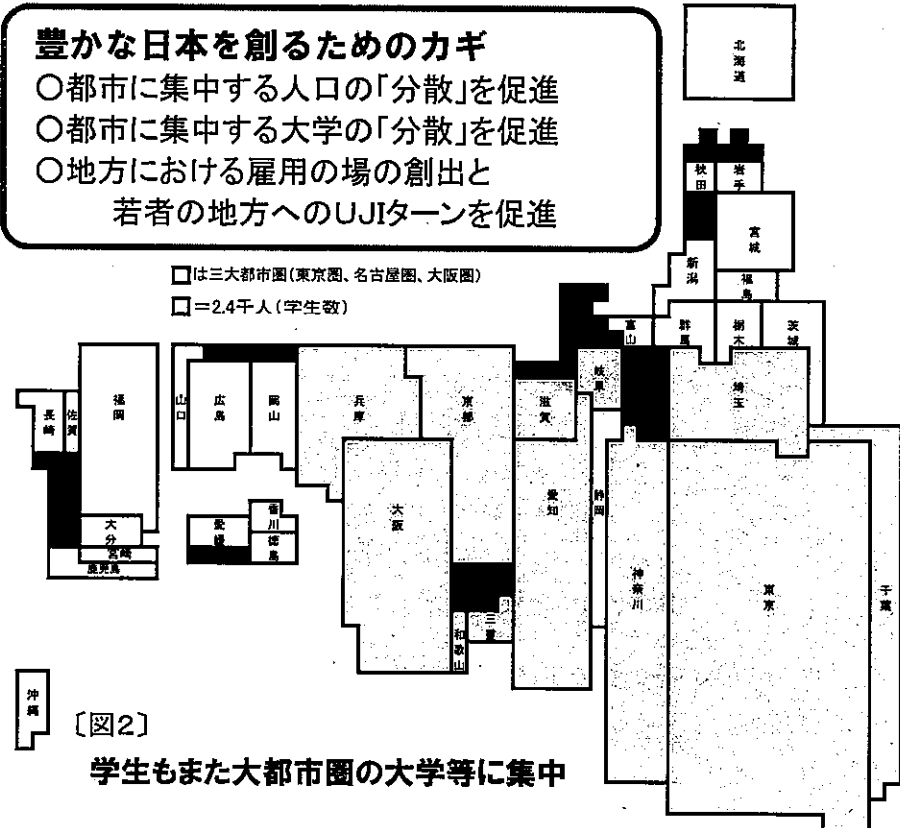 豊かな日本を創るためのカギ
〇都市に集中する人口の「分散」を促進
〇都市に集中する大学の「分散」を促進
〇地方における雇用の場の創出と
若者の地方へのUJIターンを促進
□は三大都市圏(東京圏、名古屋圏、大阪圏)
□=2.4千人(学生数)
北海道
秋田
岩手
宮城
新潟
福島
富山
群馬
栃木
茨城
岐阜
埼玉
福岡
山口
広島
岡山
兵庫
京都
滋賀
長崎
佐賀
大阪
愛知
静岡
香川
愛媛
徳島
大分
宮崎
鹿児島
神奈川
東京
千葉
三重
和歌山
沖縄
〔図2〕
学生もまた大都市圏の大学等に集中